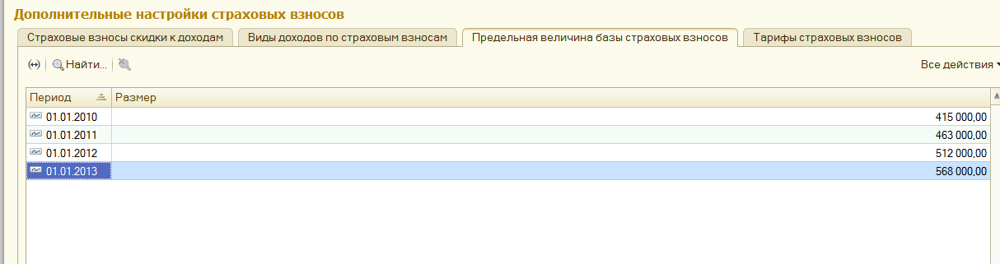 Дополнительные настройки страховых взносов
Страховые взносы скидки к доходам Виды доходов по страховым взносам Предельная величина базы страховых взносов Тарифы страховых взносов
Найти... Все действия
Период Размер
01.01.2010 415 000,00
01.01.2011 463 000,00
01.01.2012 512 000,00
01.01.2013 568 000,00